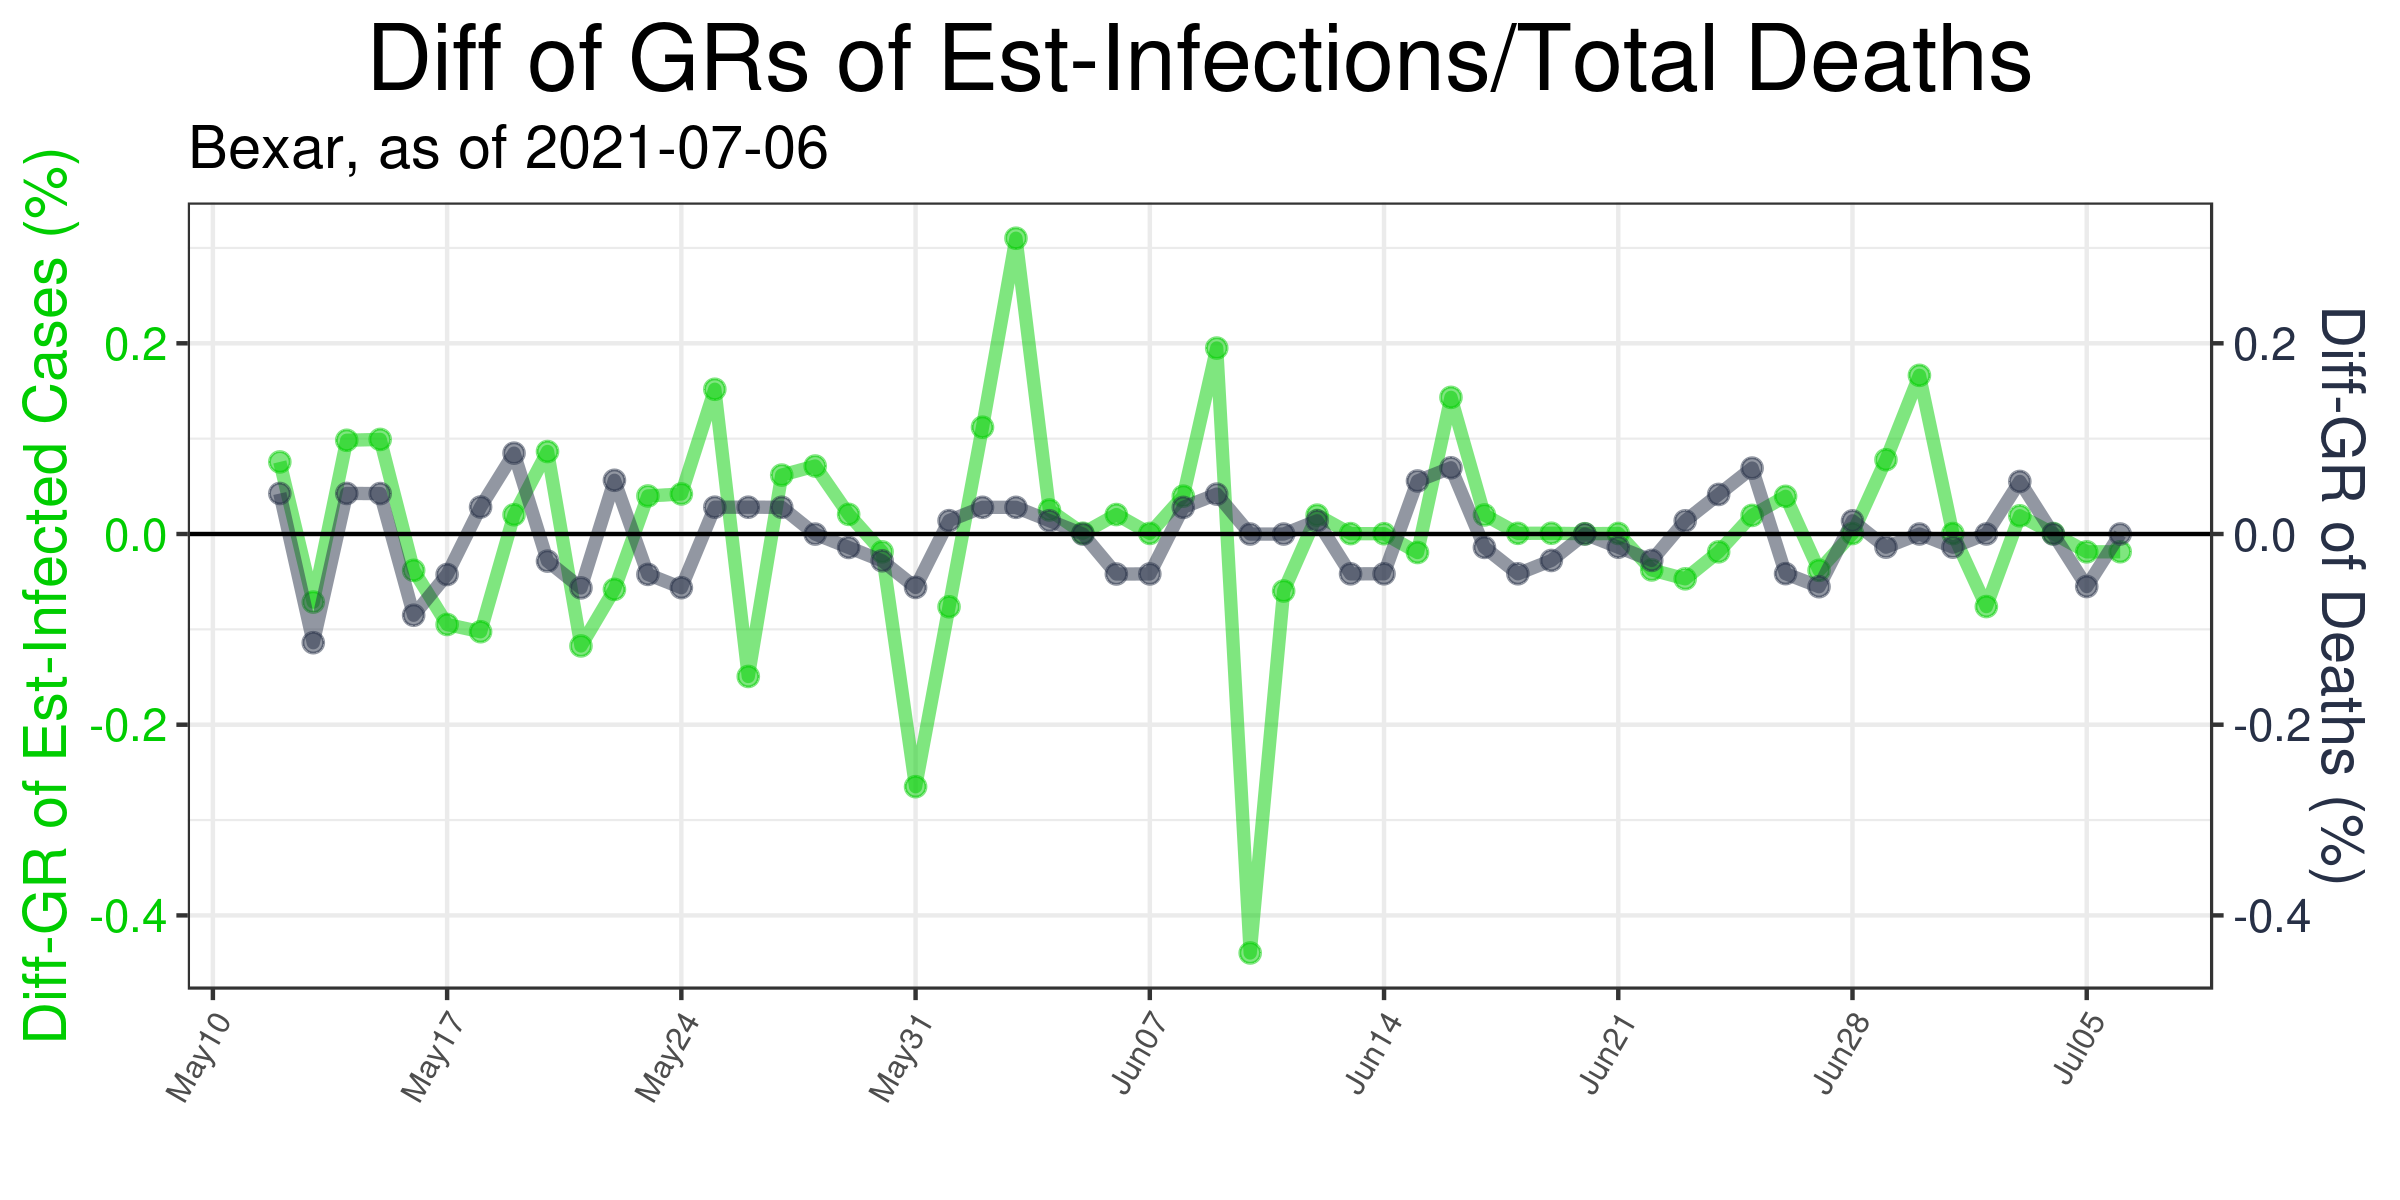 Diff of GRs of Est-Infections/Total Deaths
Bexar, as of 2021-07-06
Diff-GR of Est-Infected Cases (%)
0.2
0.0
-0.2
-0.4
0.2
0.0
-0.2
-0.4
Diff-GR of Deaths (%)
May10
May17
May24
May31
Jun07
Jun14
Jun21
Jun28
Jul05